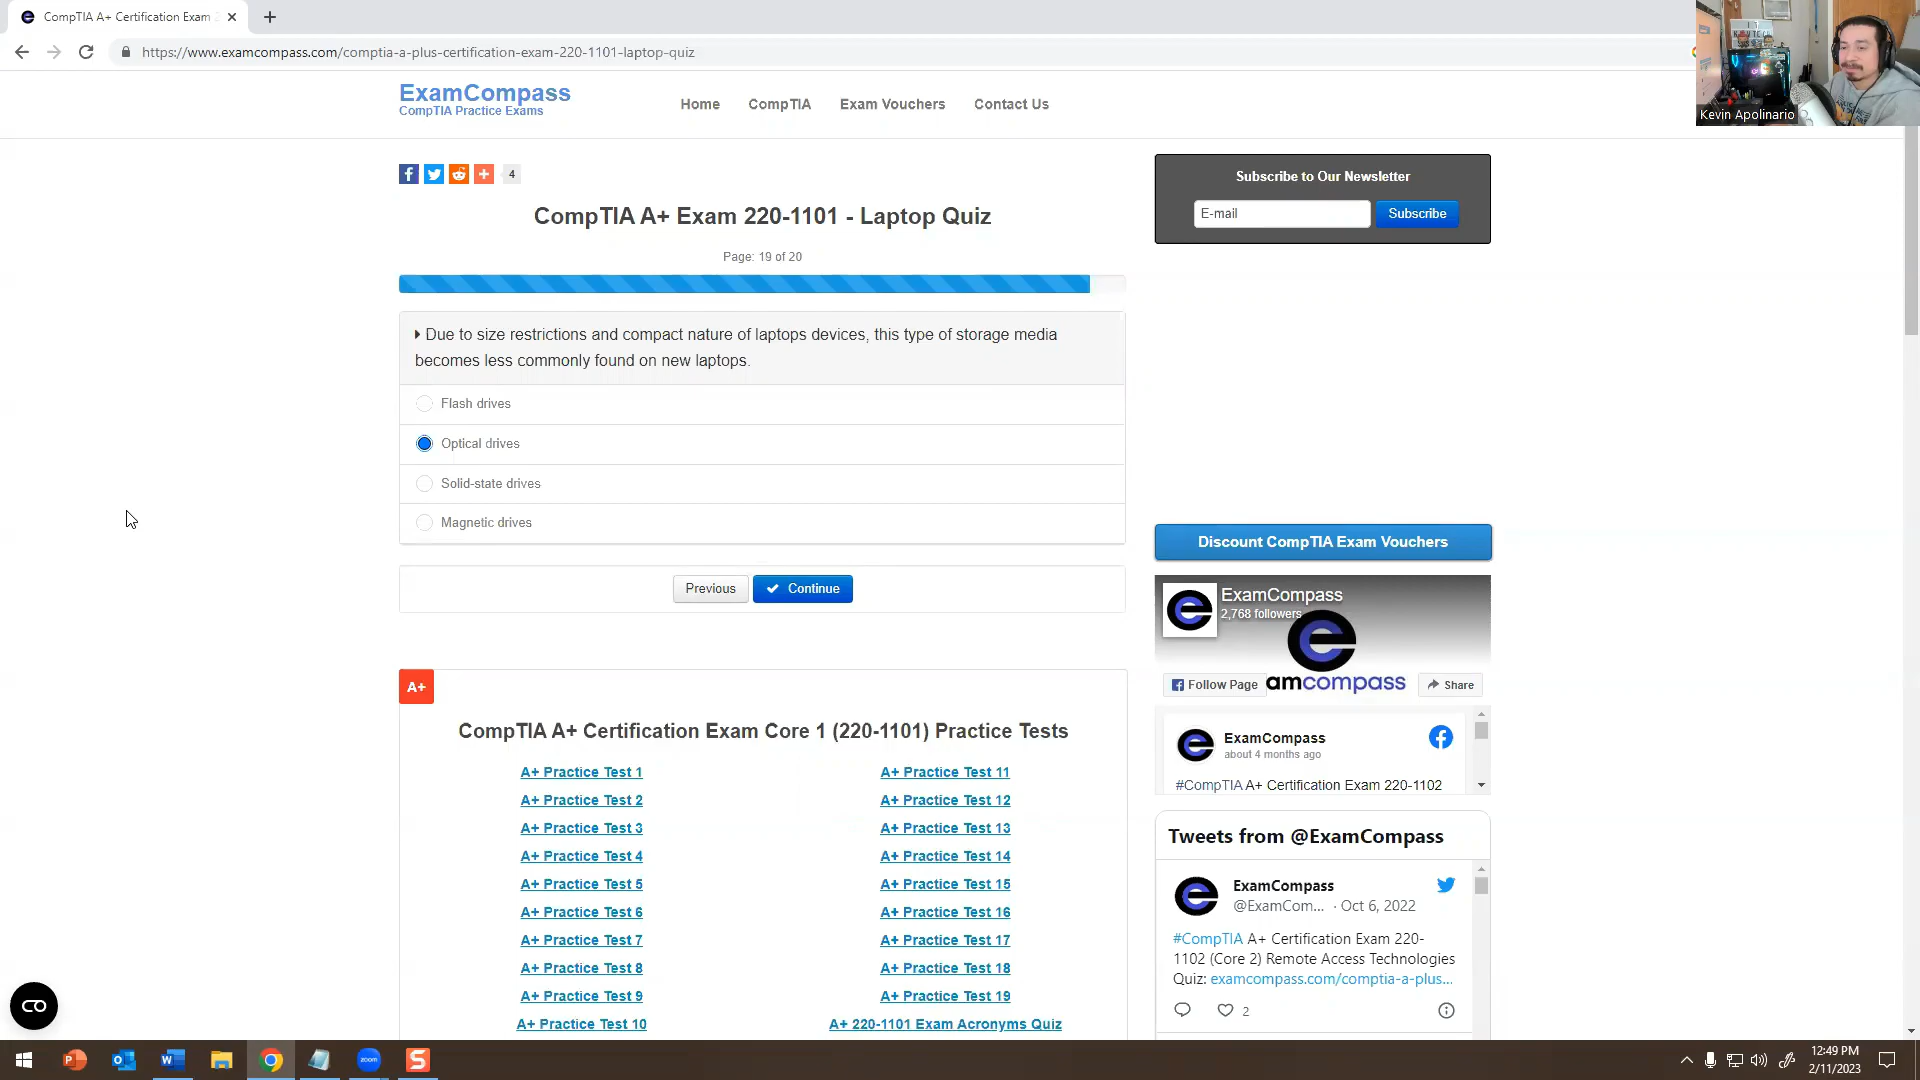 CompTIA A+ Certification Exam 2
https://www.examcompass.com/comptia-a-plus-certification-exam-220-1101-laptop-quiz
Kevin Apolinario
ExamCompass
CompTIA Practice Exams
Home
CompTIA
Exam Vouchers
Contact Us
4
CompTIA A+ Exam 220-1101 - Laptop Quiz
Page: 19 of 20
Due to size restrictions and compact nature of laptops devices, this type of storage media
becomes less commonly found on new laptops.
Flash drives
Optical drives
Solid-state drives
Magnetic drives
Previous
Continue
A+
CompTIA A+ Certification Exam Core 1 (220-1101) Practice Tests
A+ Practice Test 1
A+ Practice Test 2
A+ Practice Test 3
A+ Practice Test 4
A+ Practice Test 5
A+ Practice Test 6
A+ Practice Test 7
A+ Practice Test 8
A+ Practice Test 9
A+ Practice Test 10
A+ Practice Test 11
A+ Practice Test 12
A+ Practice Test 13
A+ Practice Test 14
A+ Practice Test 15
A+ Practice Test 16
A+ Practice Test 17
A+ Practice Test 18
A+ Practice Test 19
A+ 220-1101 Exam Acronyms Quiz
Subscribe to Our Newsletter
E-mail
Subscribe
Discount CompTIA Exam Vouchers
ExamCompass
2,768 followers
Follow Page
amcompass
Share
ExamCompass
about 4 months ago
#CompTIA A+ Certification Exam 220-1102
Tweets from @ExamCompass
ExamCompass
@ExamCom... · Oct 6, 2022
#CompTIA A+ Certification Exam 220-
1102 (Core 2) Remote Access Technologies
Quiz: examcompass.com/comptia-a-plus...
2
zoom
12:49 PM
2/11/2023